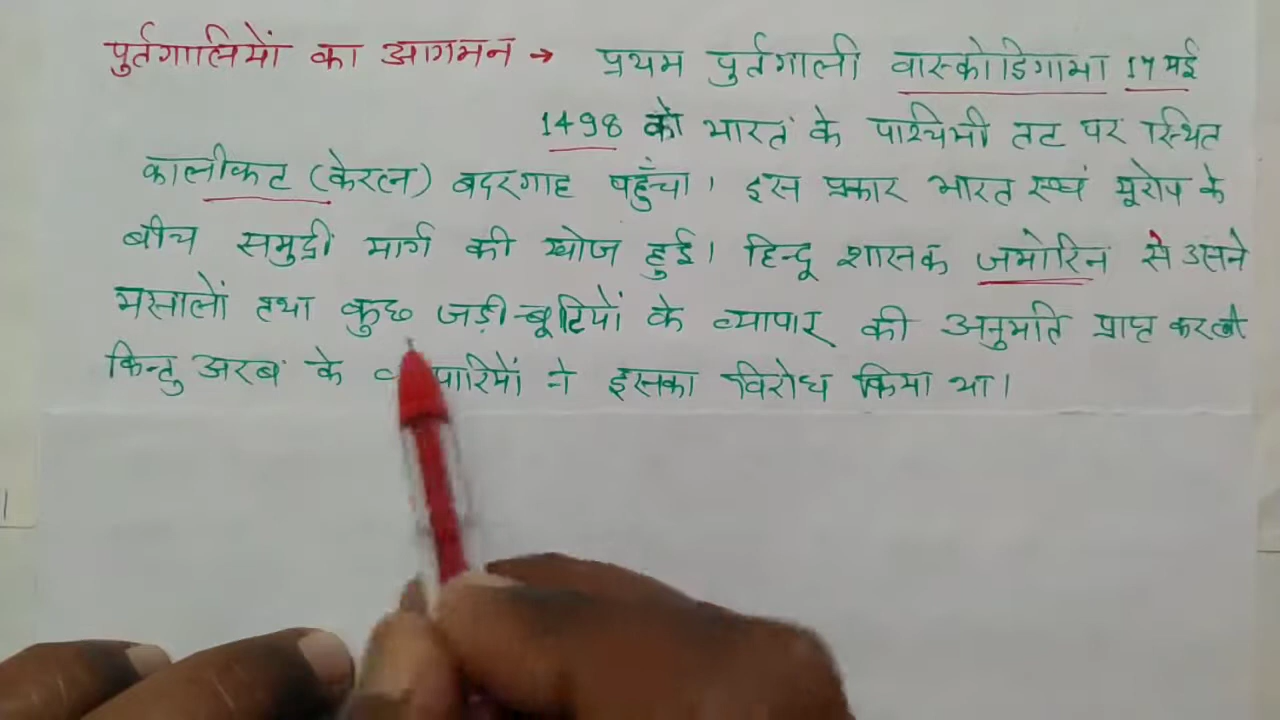 पुर्तगालियों का आगमन → प्रथम पुर्तगाली वास्कोडिगामा 17 मई
1498 को भारत के पश्चिमी तट पर स्थित
कालीकट (केरल) बंदरगाह पहुँचा। इस प्रकार भारत एवं यूरोप के
बीच समुद्री मार्ग की खोज हुई। हिन्दू शासक जमोरिन से उसने
मसालों तथा कुछ जड़ी-बूटियों के व्यापार की अनुमति प्राप्त करली
किन्तु अरब के व्यापारियों ने इसका विरोध किया था।